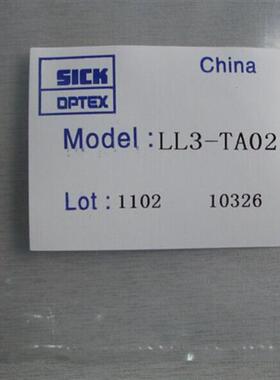 SICK
OPTEX
China
Model : LL3-TA02
Lot : 1102 10326